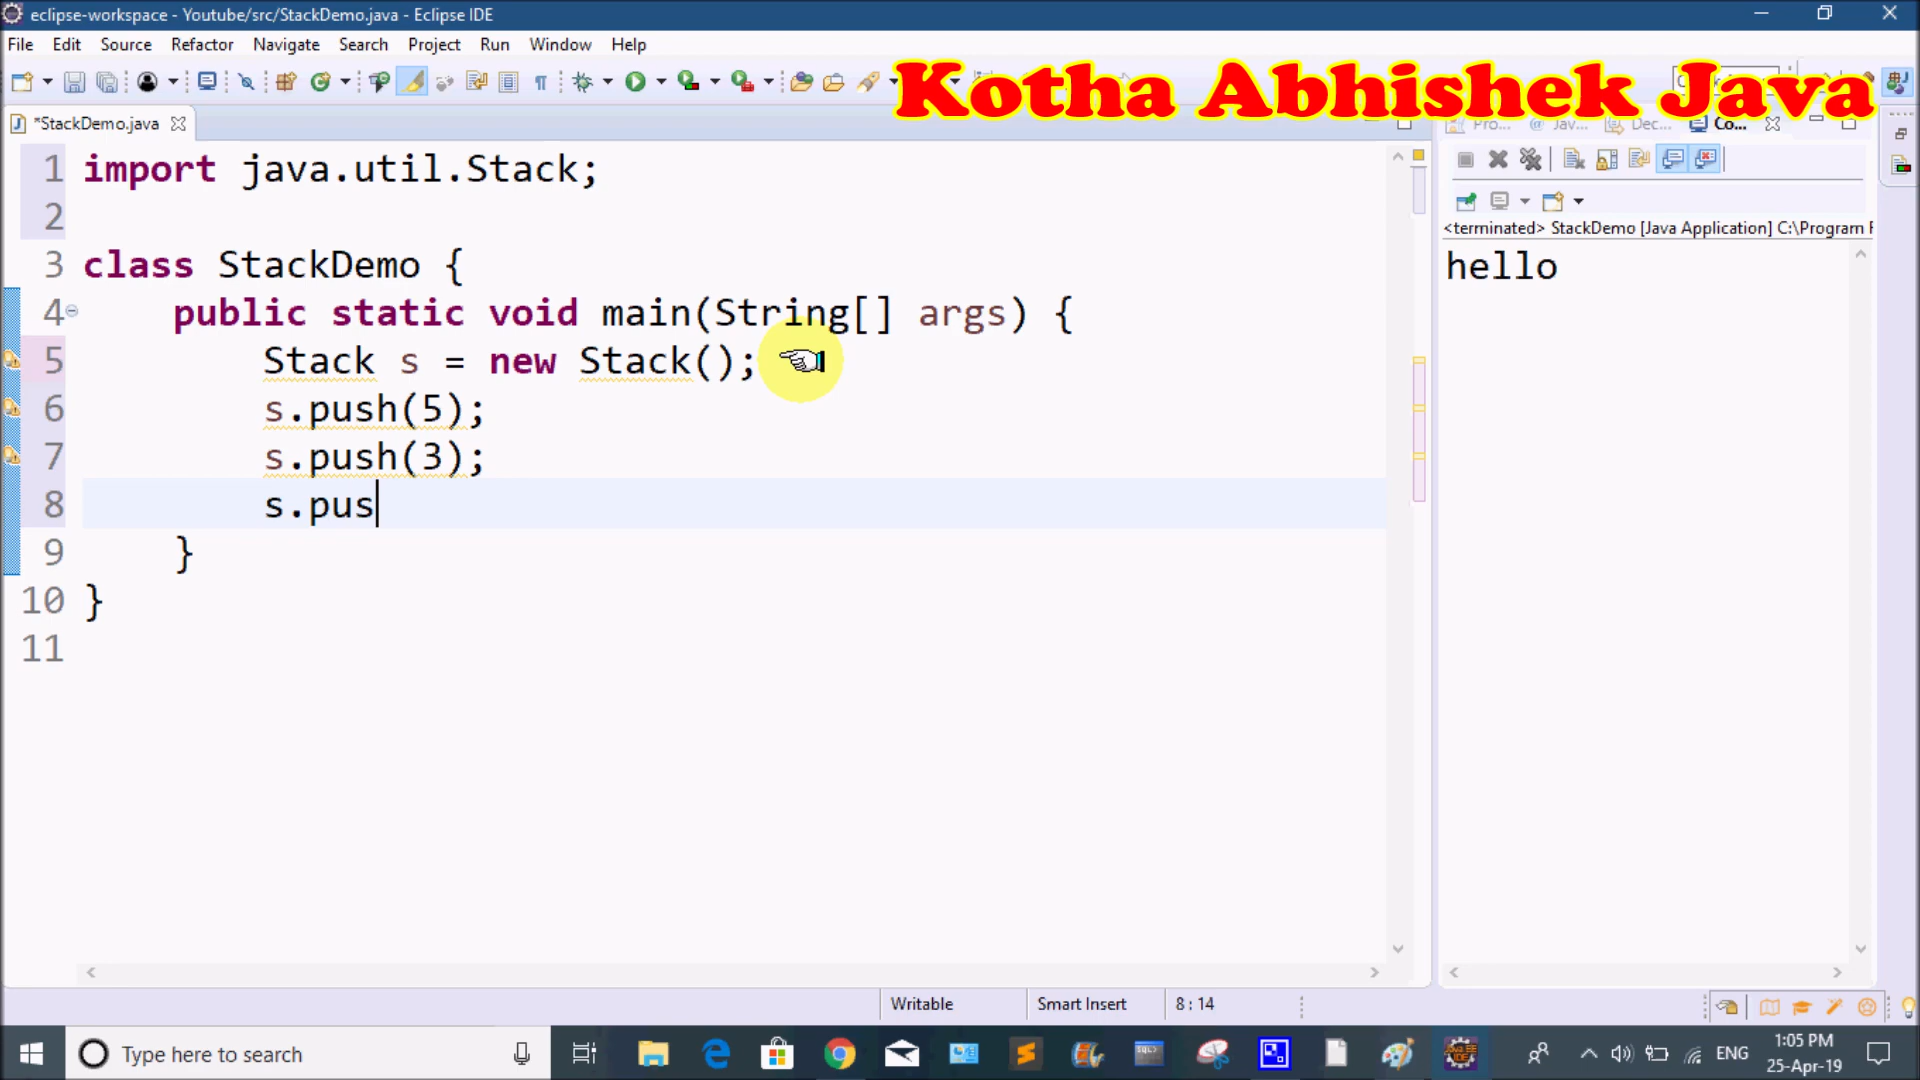 eclipse-workspace - Youtube/src/StackDemo.java - Eclipse IDE
File Edit Source Refactor Navigate Search Project Run Window Help
Kotha Abhishek Java
*StackDemo.java
Co...
1 import java.util.Stack;
2
3 class StackDemo {
4 public static void main(String[] args) {
5 Stack s = new Stack();
6 s.push(5);
7 s.push(3);
8 s.pus
9 }
10 }
11
<terminated> StackDemo [Java Application] C:\Program F
hello
Writable Smart Insert 8 : 14
Type here to search
ENG
1:05 PM
25-Apr-19